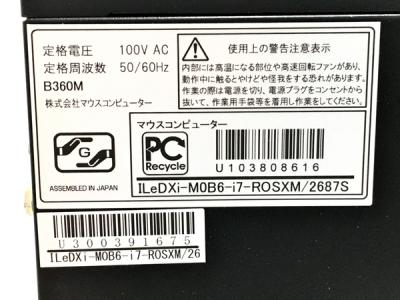 定格電圧 100V AC
定格周波数 50/60Hz
B360M
株式会社マウスコンピューター
G
ASSEMBLED IN JAPAN
使用上の警告注意表示
内部には高温になる部位や高速回転ファンがあり、
動作中に触るとやけどや怪我をする恐れがあります。
作業の際は電源を切り、電源プラグをコンセントから
抜いて、作業用手袋等を着用し作業をしてください。
マウスコンピューター
PC
Recycle
U103808616
ILeDXi-M0B6-i7-ROSXM/2687S
U300391675
ILeDXi-M0B6-i7-ROSXM/26